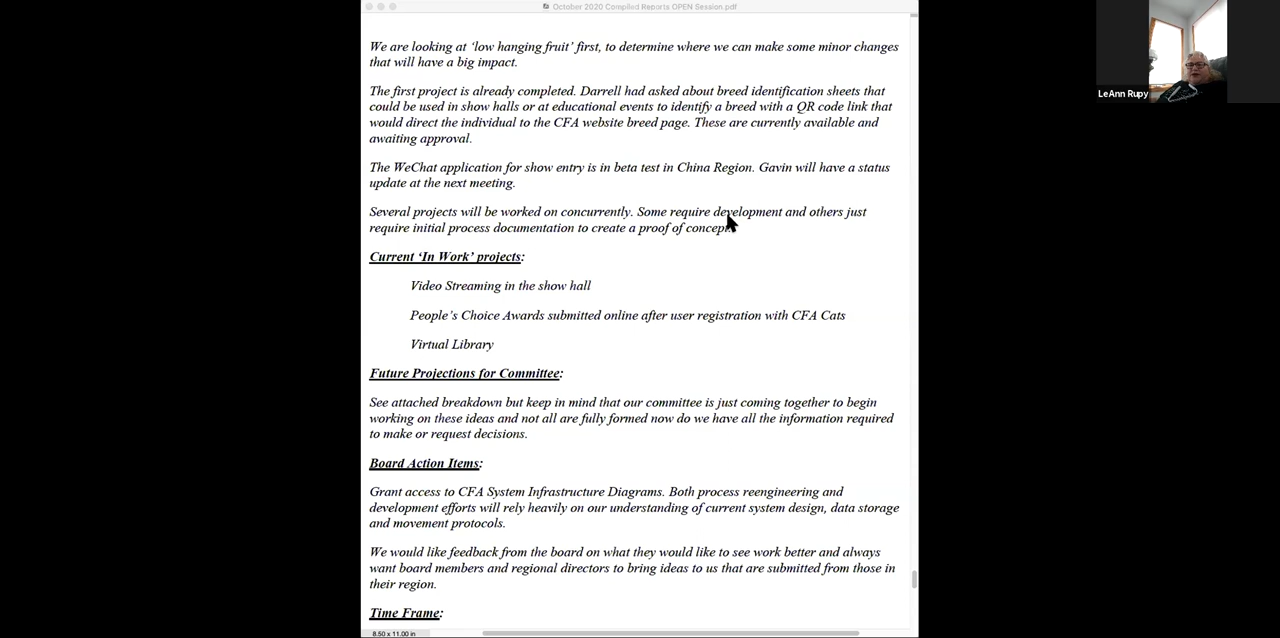 October 2020 Compiled Reports OPEN Session.pdf
We are looking at ‘low hanging fruit’ first, to determine where we can make some minor changes
that will have a big impact.
The first project is already completed. Darrell had asked about breed identification sheets that
could be used in show halls or at educational events to identify a breed with a QR code link that
would direct the individual to the CFA website breed page. These are currently available and
awaiting approval.
The WeChat application for show entry is in beta test in China Region. Gavin will have a status
update at the next meeting.
Several projects will be worked on concurrently. Some require development and others just
require initial process documentation to create a proof of concept.
Current ‘In Work’ projects:
Video Streaming in the show hall
People’s Choice Awards submitted online after user registration with CFA Cats
Virtual Library
Future Projections for Committee:
See attached breakdown but keep in mind that our committee is just coming together to begin
working on these ideas and not all are fully formed now do we have all the information required
to make or request decisions.
Board Action Items:
Grant access to CFA System Infrastructure Diagrams. Both process reengineering and
development efforts will rely heavily on our understanding of current system design, data storage
and movement protocols.
We would like feedback from the board on what they would like to see work better and always
want board members and regional directors to bring ideas to us that are submitted from those in
their region.
Time Frame:
8.50 x 11.00 in
LeAnn Rupy